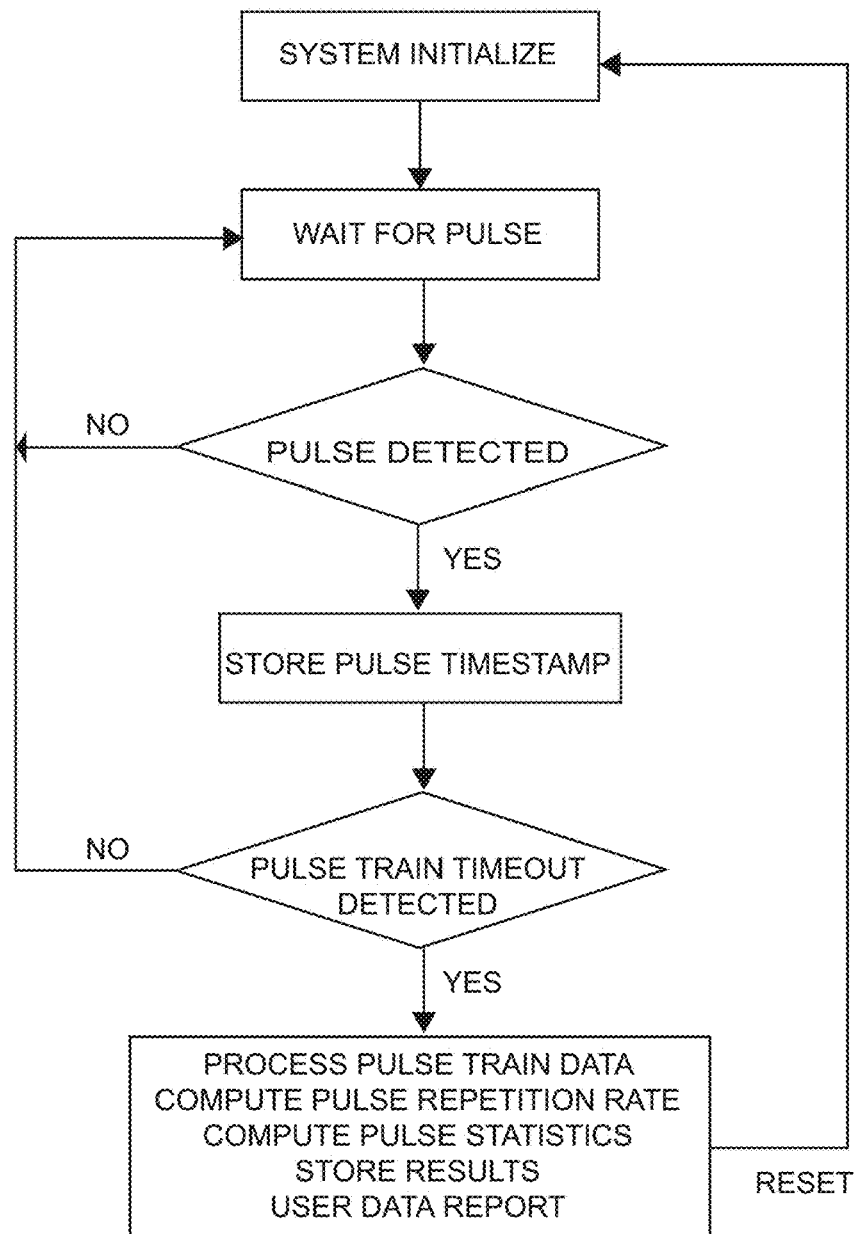 SYSTEM INITIALIZE
WAIT FOR PULSE
NO
PULSE DETECTED
YES
STORE PULSE TIMESTAMP
NO
PULSE TRAIN TIMEOUT
DETECTED
YES
PROCESS PULSE TRAIN DATA
COMPUTE PULSE REPETITION RATE
COMPUTE PULSE STATISTICS
STORE RESULTS
USER DATA REPORT
RESET